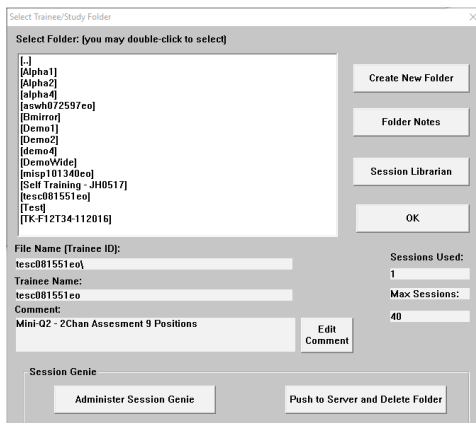 Select Trainee/Study Folder
Select Folder: (you may double-click to select)
[..]
[Alpha1]
[Alpha2]
[alpha4]
[aswh072597eo]
[Bmirror]
[Demo1]
[Demo2]
[demo4]
[DemoWide]
[misp101340eo]
[Self Training - JH0517]
[tesc081551eo]
[Test]
[TK-F12T34-112016]
Create New Folder
Folder Notes
Session Librarian
OK
File Name (Trainee ID):
tesc081551eo\
Trainee Name:
tesc081551eo
Comment:
Mini-Q2 - 2Chan Assesment 9 Positions
Edit
Comment
Sessions Used:
1
Max Sessions:
40
Session Genie
Administer Session Genie
Push to Server and Delete Folder